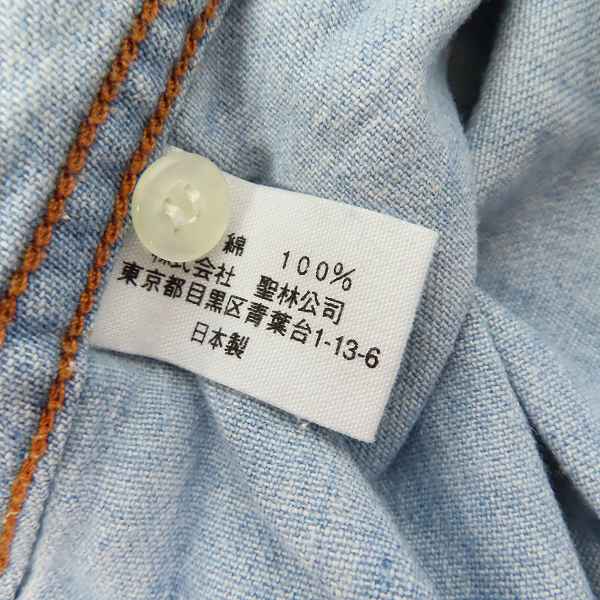 綿 100%
株式会社 聖林公司
東京都目黒区青葉台1-13-6
日本製